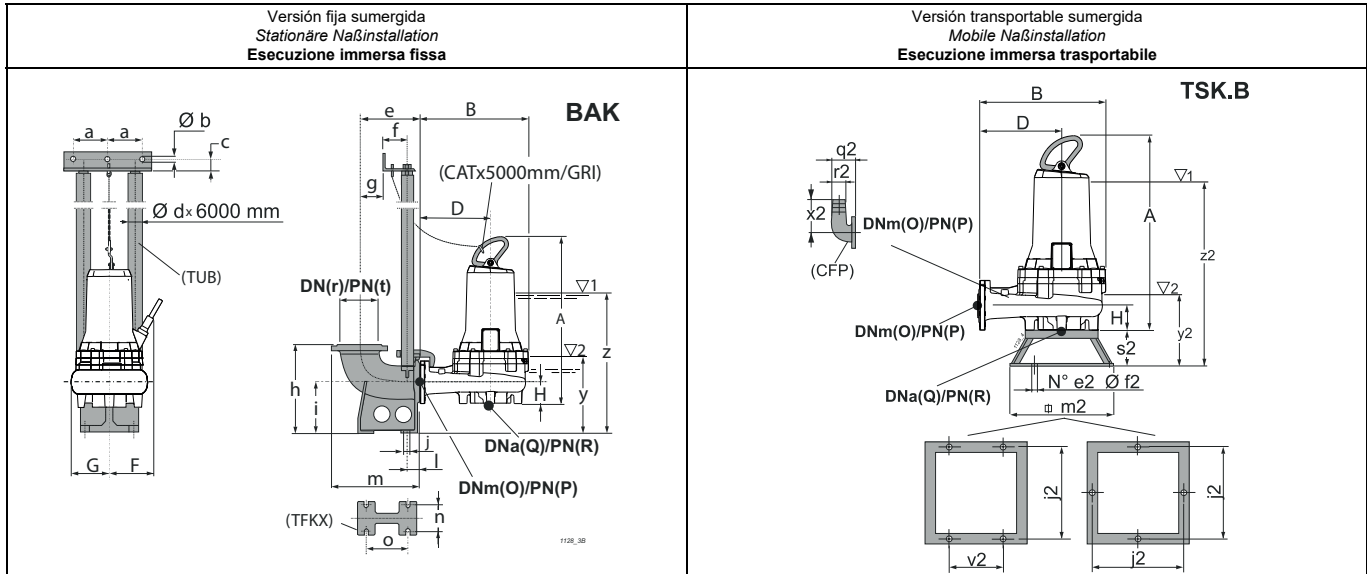 Versión fija sumergida
Stationäre Naßinstallation
Esecuzione immersa fissa
Versión transportable sumergida
Mobile Naßinstallation
Esecuzione immersa trasportabile
BAK
a
a
Ø b
c
Ø d x 6000 mm
(TUB)
G
F
e
B
f
g
(CATx5000mm/GRI)
D
DN(r)/PN(t)
▽1
A
▽2
z
h
i
H
y
j
l
DNa(Q)/PN(R)
m
DNm(O)/PN(P)
(TFKX)
n
o
1128_3B
TSK.B
B
D
q2
r2
x2
DNm(O)/PN(P)
(CFP)
▽1
A
z2
▽2
DNm(O)/PN(P)
H
y2
s2
DNa(Q)/PN(R)
N° e2 Ø f2
m2
j2
j2
v2
j2